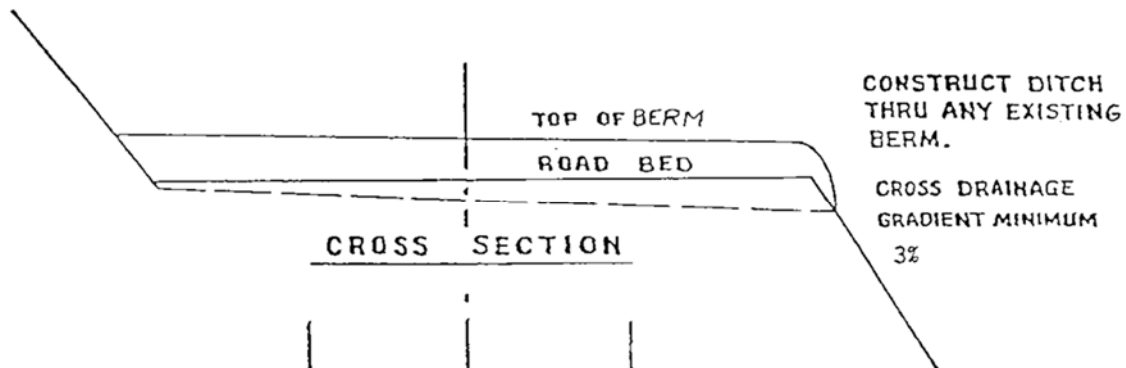 TOP OF BERM
ROAD BED
CROSS SECTION
CONSTRUCT DITCH
THRU ANY EXISTING
BERM.
CROSS DRAINAGE
GRADIENT MINIMUM
3%